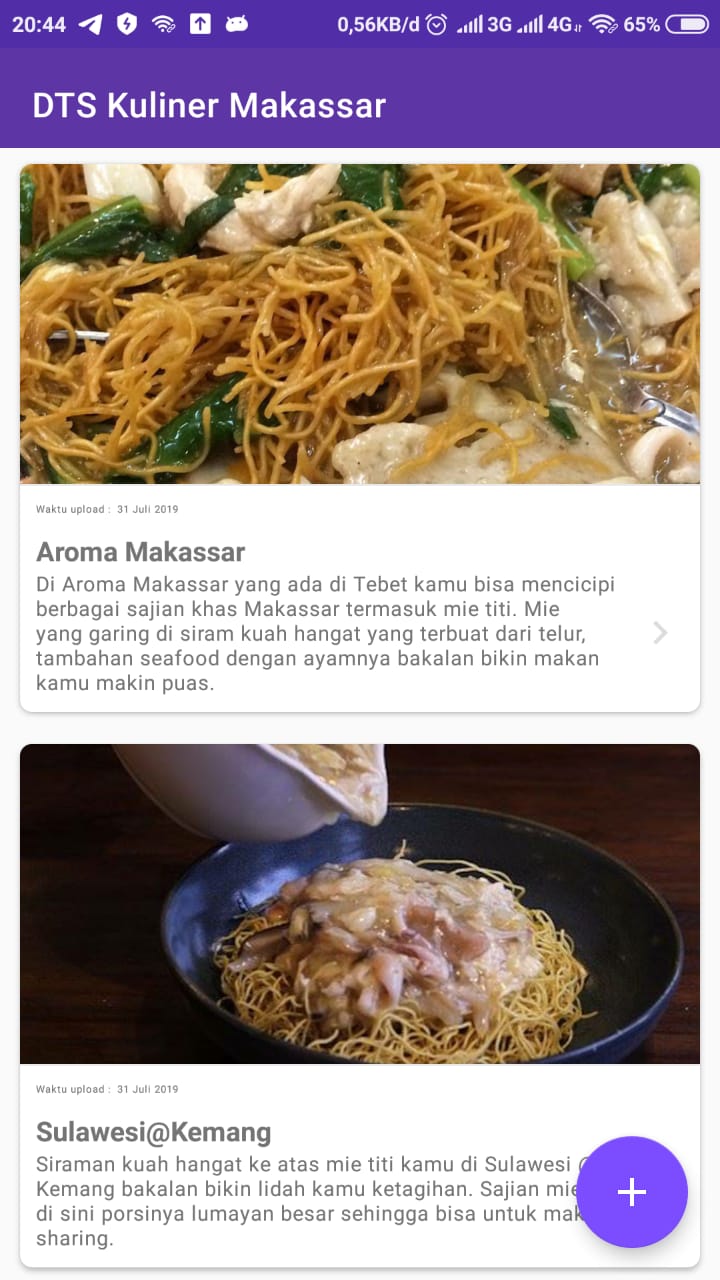 20:44 0,56KB/d 3G 4G 65%
DTS Kuliner Makassar
Waktu upload : 31 Juli 2019
Aroma Makassar
Di Aroma Makassar yang ada di Tebet kamu bisa mencicipi
berbagai sajian khas Makassar termasuk mie titi. Mie
yang garing di siram kuah hangat yang terbuat dari telur,
tambahan seafood dengan ayamnya bakalan bikin makan
kamu makin puas.
Waktu upload : 31 Juli 2019
Sulawesi@Kemang
Siraman kuah hangat ke atas mie titi kamu di Sulawesi
Kemang bakalan bikin lidah kamu ketagihan. Sajian mie
di sini porsinya lumayan besar sehingga bisa untuk
sharing.